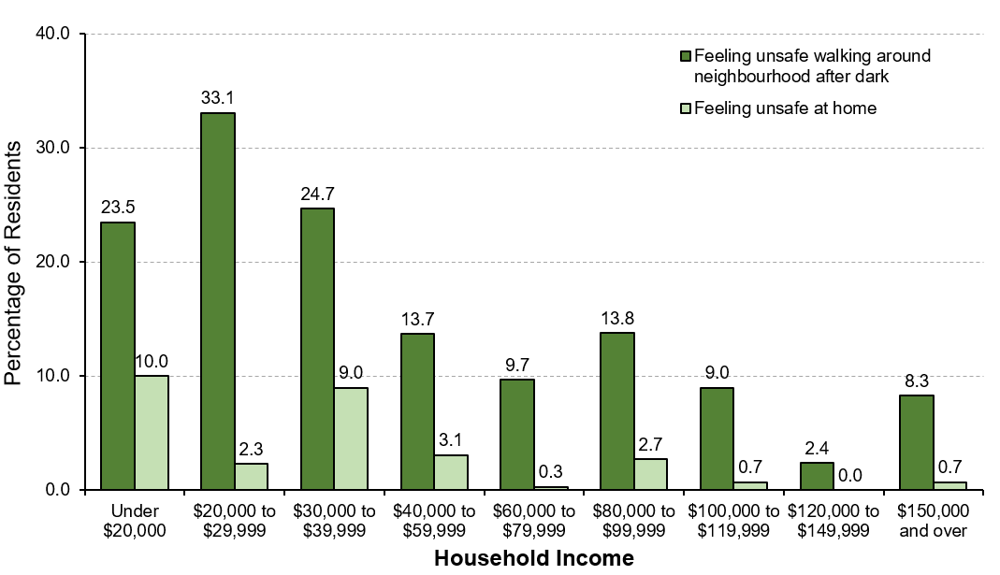 40.0
30.0
20.0
10.0
0.0
Percentage of Residents
Feeling unsafe walking around
neighbourhood after dark
Feeling unsafe at home
23.5
10.0
33.1
2.3
24.7
9.0
13.7
3.1
9.7
0.3
13.8
2.7
9.0
0.7
2.4
0.0
8.3
0.7
Under
$20,000
$20,000 to
$29,999
$30,000 to
$39,999
$40,000 to
$59,999
$60,000 to
$79,999
$80,000 to
$99,999
$100,000 to
$119,999
$120,000 to
$149,999
$150,000
and over
Household Income